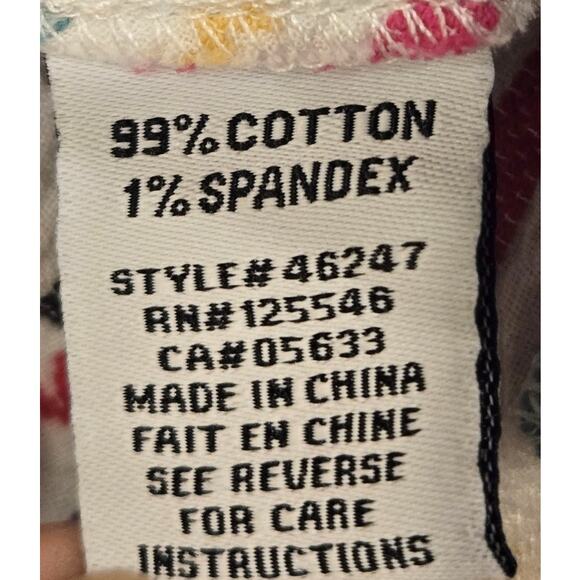 99% COTTON
1% SPANDEX
STYLE# 46247
RN#125546
CA#05633
MADE IN CHINA
FAIT EN CHINE
SEE REVERSE
FOR CARE
INSTRUCTIONS